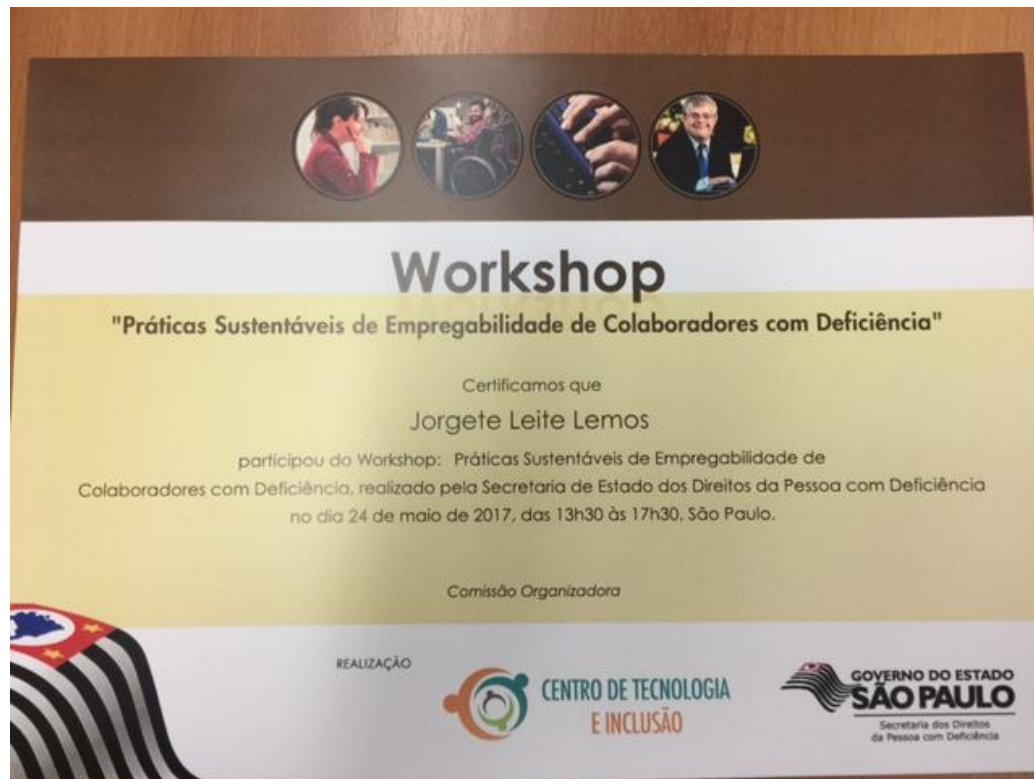 Workshop
"Práticas Sustentáveis de Empregabilidade de Colaboradores com Deficiência"
Certificamos que
Jorgete Leite Lemos
participou do Workshop: Práticas Sustentáveis de Empregabilidade de
Colaboradores com Deficiência, realizado pela Secretaria de Estado dos Direitos da Pessoa com Deficiência
no dia 24 de maio de 2017, das 13h30 às 17h30, São Paulo.
Comissão Organizadora
REALIZAÇÃO
CENTRO DE TECNOLOGIA
E INCLUSÃO
GOVERNO DO ESTADO
SÃO PAULO
Secretaria dos Direitos
da Pessoa com Deficiência